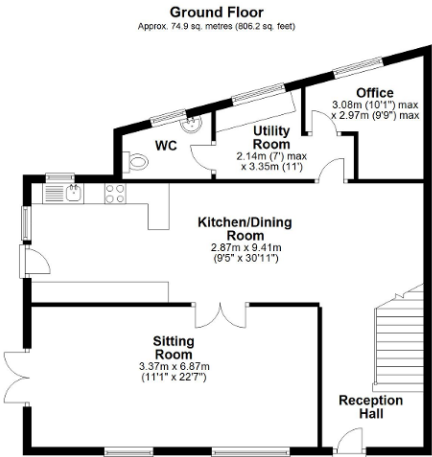 Ground Floor
Approx. 74.9 sq. metres (806.2 sq. feet)
Office
3.08m (10'1") max
x 2.97m (9'9") max
WC
Utility
Room
2.14m (7') max
x 3.35m (11')
Kitchen/Dining
Room
2.87m x 9.41m
(9'5" x 30'11")
Sitting
Room
3.37m x 6.87m
(11'1" x 22'7")
Reception
Hall